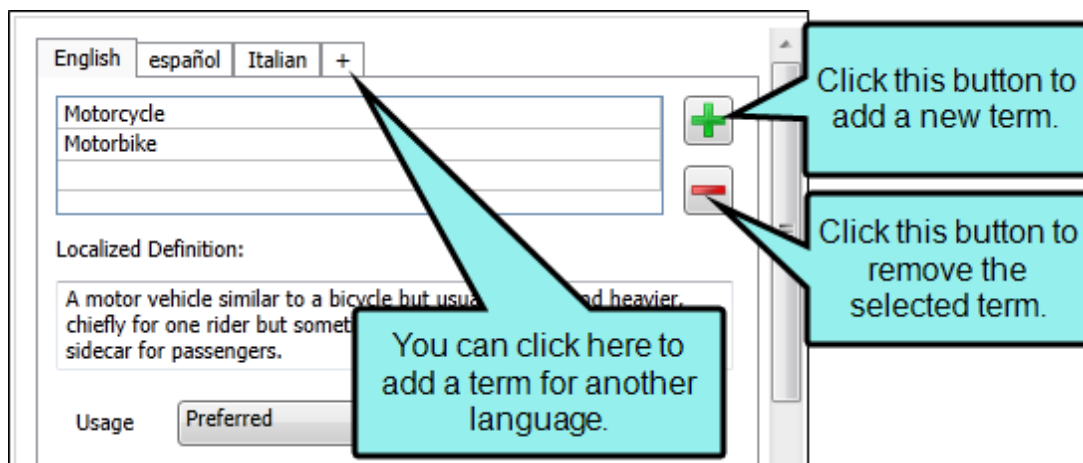 English español Italian +
Motorcycle
Motorbike
Click this button to
add a new term.
Click this button to
remove the
selected term.
Localized Definition:
A motor vehicle similar to a bicycle but heavier,
chiefly for one rider but
sidecar for passengers.
You can click here to
add a term for another
language.
Usage Preferred